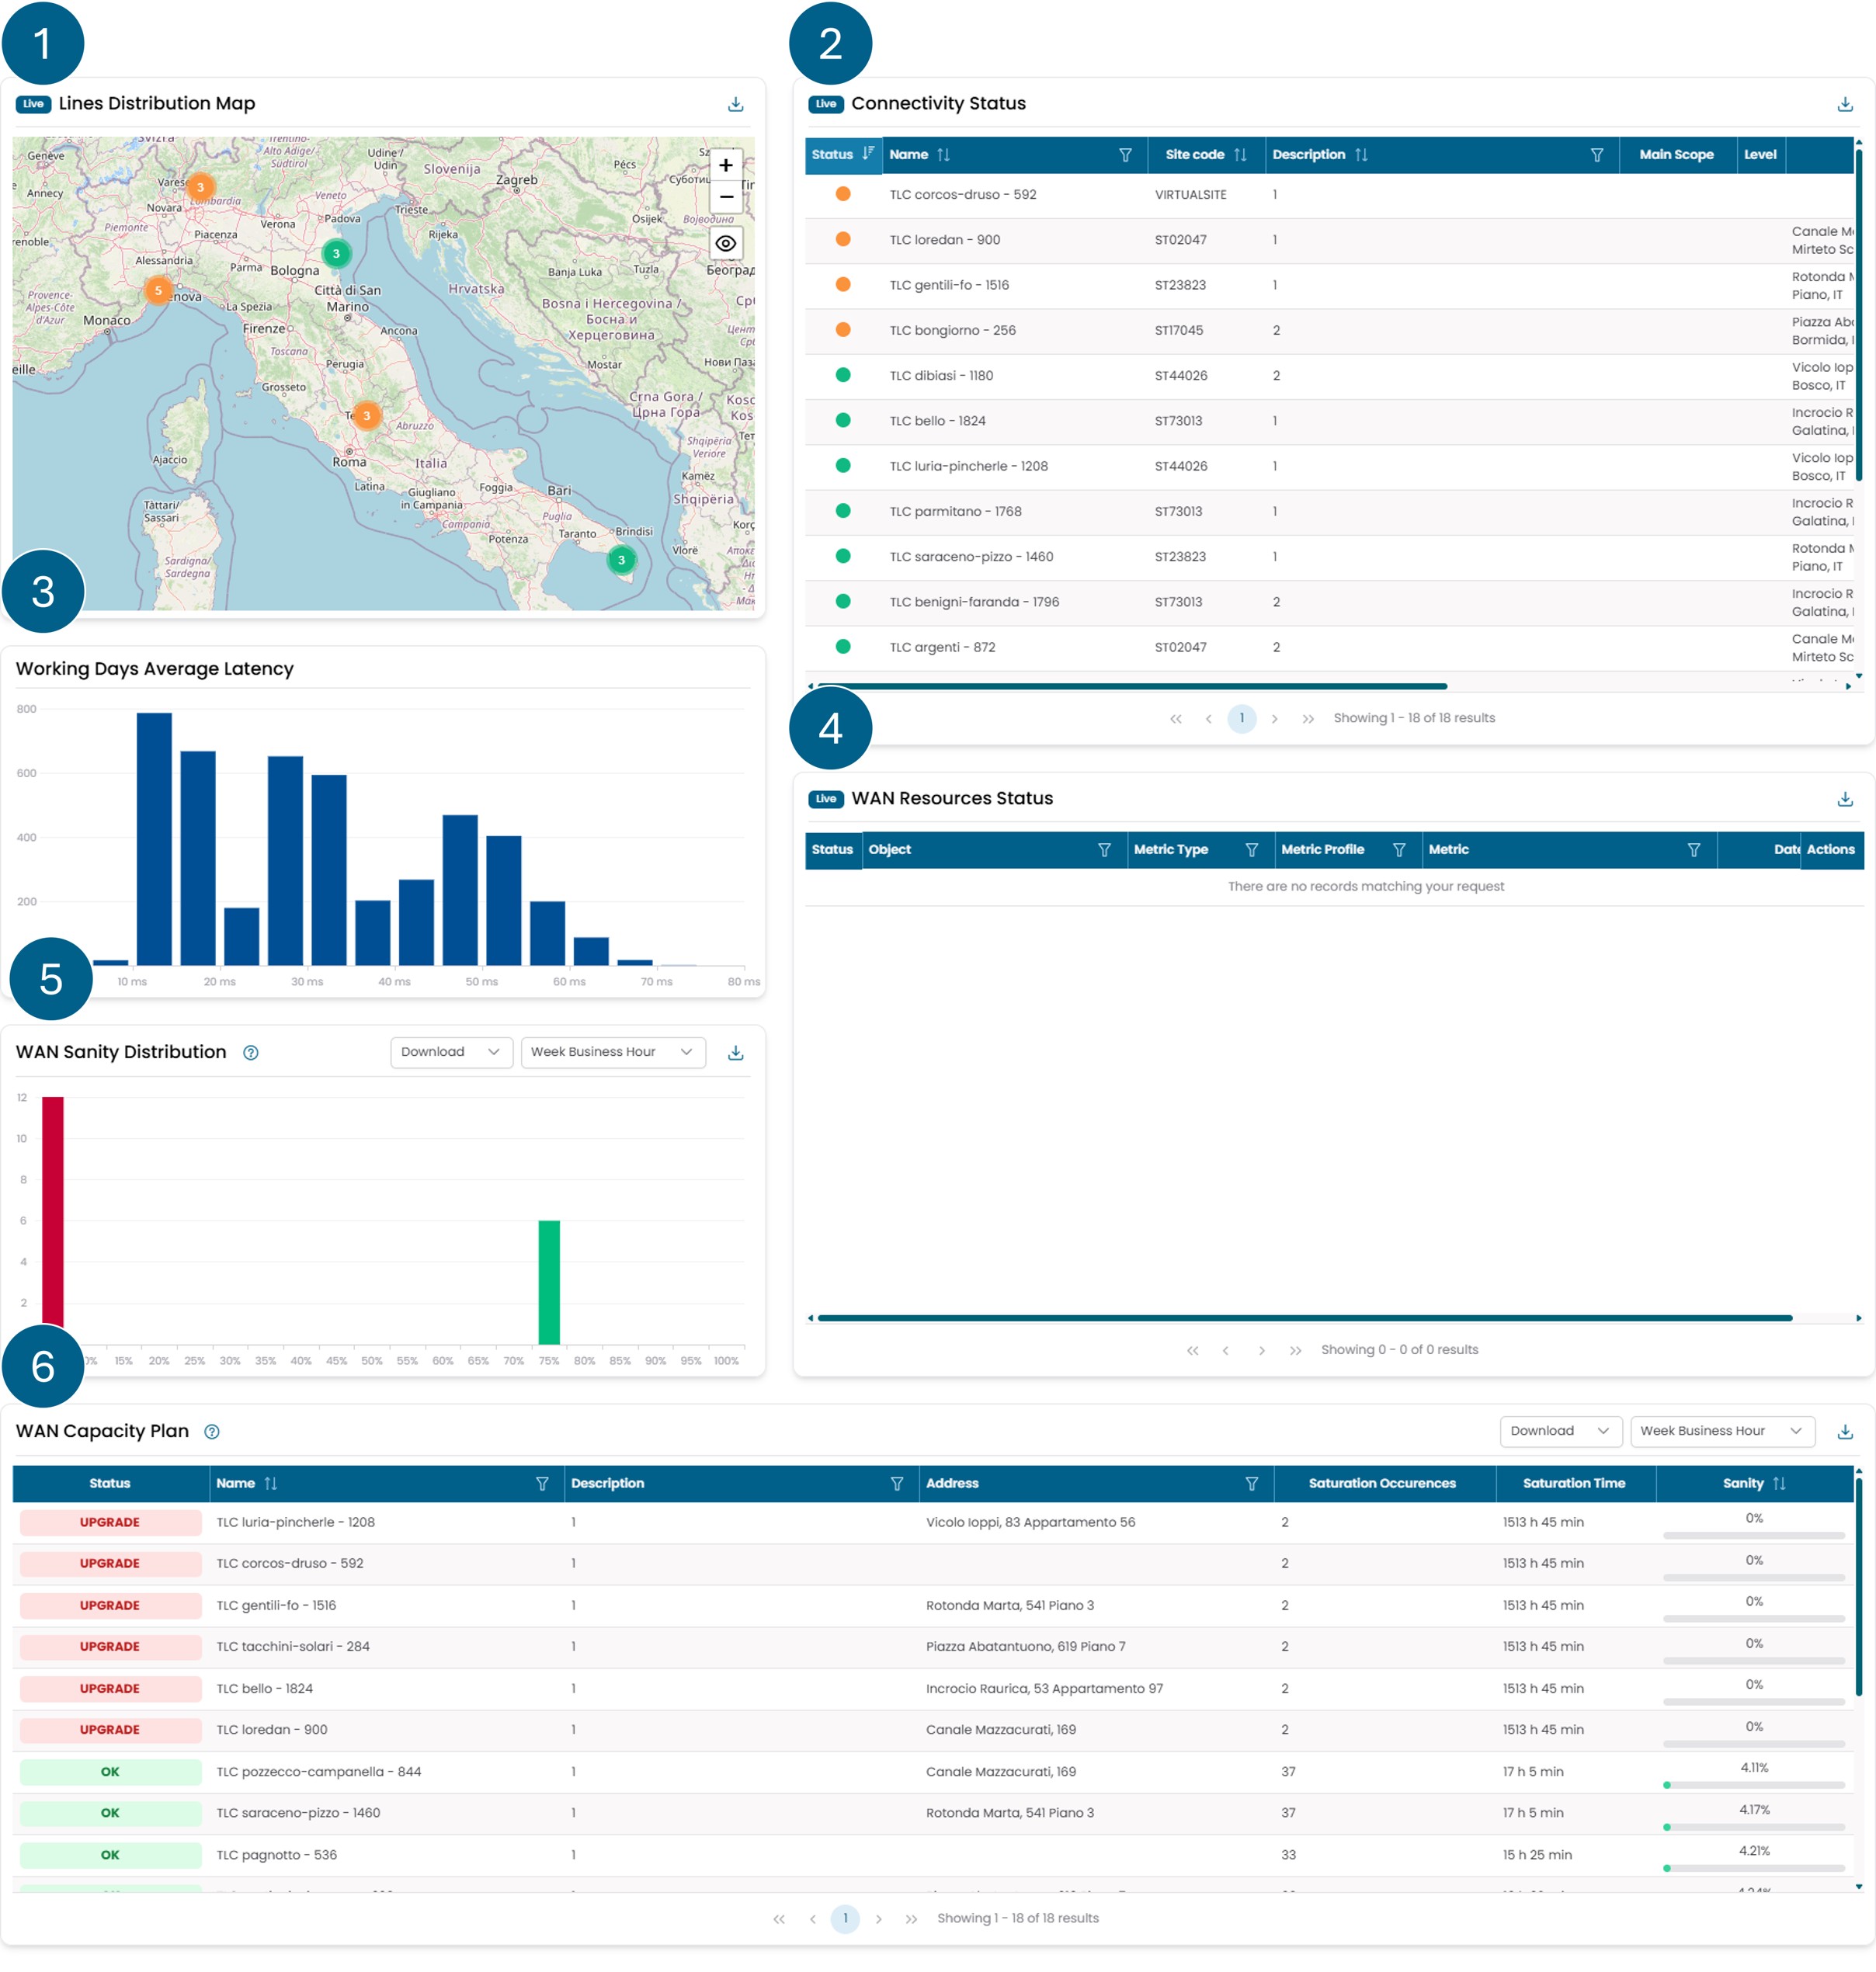 1
Live Lines Distribution Map
Svizra
Genève
Annecy
Varese
3
Lombardia
Novara
Trentino-
Alto Adige/
Südtirol
Udine/
Udin
Slovenija
Zagreb
Pécs
Суботиц
+
−
Veneto
Trieste
Padova
Verona
Piemonte
Piacenza
Rijeka
Osijek
Војводина
renoble
Alessandria
Parma
Bologna
3
Banja Luka
Tuzla
Београд
5
enova
La Spezia
Città di San
Marino
Hrvatska
Bosna i Hercegovina /
Босна и
Херцеговина
Provence-
Alpes-Côte
d'Azur
Monaco
Firenze
Ancona
Toscana
Perugia
Mostar
Нови Паза
eille
Grosseto
Crna Gora /
Црна Гора
3
Abruzzo
Ajaccio
Roma
Italia
Latina
Giugliano
in Campania
Foggia
Bari
Shqipëria
Veriore
Kamëz
Shqipëria
Tàttari/
Sassari
Campania
Puglia
Potenza
Taranto
Brindisi
Vlorë
3
Sardigna/
Sardegna
2
Live Connectivity Status
Status Name Site code Description Main Scope Level
TLC corcos-druso - 592 VIRTUALSITE 1
TLC loredan - 900 ST02047 1 Canale M
Mirteto Sc
TLC gentili-fo - 1516 ST23823 1 Rotonda M
Piano, IT
TLC bongiorno - 256 ST17045 2 Piazza Ab
Bormida, I
TLC dibiasi - 1180 ST44026 2 Vicolo Iop
Bosco, IT
TLC bello - 1824 ST73013 1 Incrocio R
Galatina, I
TLC luria-pincherle - 1208 ST44026 1 Vicolo Iop
Bosco, IT
TLC parmitano - 1768 ST73013 1 Incrocio R
Galatina, I
TLC saraceno-pizzo - 1460 ST23823 1 Rotonda M
Piano, IT
TLC benigni-faranda - 1796 ST73013 2 Incrocio R
Galatina, I
TLC argenti - 872 ST02047 2 Canale M
Mirteto Sc
1 Showing 1 - 18 of 18 results
3
Working Days Average Latency
800
600
400
200
10 ms 20 ms 30 ms 40 ms 50 ms 60 ms 70 ms 80 ms
4
Live WAN Resources Status
Status Object Metric Type Metric Profile Metric Date Actions
There are no records matching your request
Showing 0 - 0 of 0 results
5
WAN Sanity Distribution ? Download Week Business Hour
12
10
8
6
4
2
0% 15% 20% 25% 30% 35% 40% 45% 50% 55% 60% 65% 70% 75% 80% 85% 90% 95% 100%
6
WAN Capacity Plan ? Download Week Business Hour
Status Name Description Address Saturation Occurences Saturation Time Sanity
UPGRADE TLC luria-pincherle - 1208 1 Vicolo Ioppi, 83 Appartamento 56 2 1513 h 45 min 0%
UPGRADE TLC corcos-druso - 592 1 2 1513 h 45 min 0%
UPGRADE TLC gentili-fo - 1516 1 Rotonda Marta, 541 Piano 3 2 1513 h 45 min 0%
UPGRADE TLC tacchini-solari - 284 1 Piazza Abatantuono, 619 Piano 7 2 1513 h 45 min 0%
UPGRADE TLC bello - 1824 1 Incrocio Raurica, 53 Appartamento 97 2 1513 h 45 min 0%
UPGRADE TLC loredan - 900 1 Canale Mazzacurati, 169 2 1513 h 45 min 0%
OK TLC pozzecco-campanella - 844 1 Canale Mazzacurati, 169 37 17 h 5 min 4.11%
OK TLC saraceno-pizzo - 1460 1 Rotonda Marta, 541 Piano 3 37 17 h 5 min 4.17%
OK TLC pagnotto - 536 1 33 15 h 25 min 4.21%
1 Showing 1 - 18 of 18 results